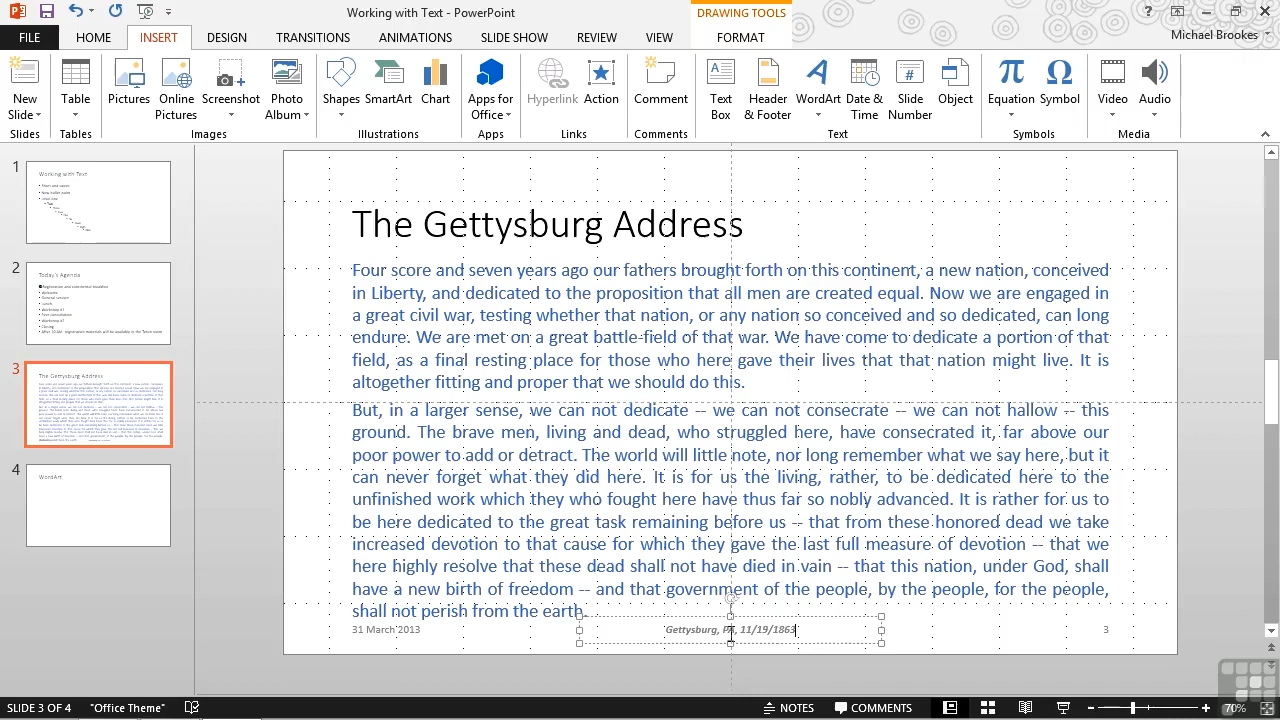 Working with Text - PowerPoint
DRAWING TOOLS
Michael Brookes
FILE HOME INSERT DESIGN TRANSITIONS ANIMATIONS SLIDE SHOW REVIEW VIEW FORMAT
New Slide
Table
Pictures
Online Pictures
Screenshot
Photo Album
Shapes
SmartArt
Chart
Apps for Office
Hyperlink
Action
Comment
Text Box
Header & Footer
WordArt
Date & Time
Slide Number
Object
Equation
Symbol
Video
Audio
Slides Tables Images Illustrations Apps Links Comments Text Symbols Media
1
Working with Text
2
Today's Agenda
3
The Gettysburg Address
4
WordArt
The Gettysburg Address
Four score and seven years ago our fathers brought forth on this continent, a new nation, conceived
in Liberty, and dedicated to the proposition that all men are created equal. Now we are engaged in
a great civil war, testing whether that nation, or any nation so conceived and so dedicated, can long
endure. We are met on a great battle-field of that war. We have come to dedicate a portion of that
field, as a final resting place for those who here gave their lives that that nation might live. It is
altogether fitting and proper that we should do this.
But, in a larger sense, we can not dedicate -- we can not consecrate -- we can not hallow -- this
ground. The brave men, living and dead, who struggled here, have consecrated it, far above our
poor power to add or detract. The world will little note, nor long remember what we say here, but it
can never forget what they did here. It is for us the living, rather, to be dedicated here to the
unfinished work which they who fought here have thus far so nobly advanced. It is rather for us to
be here dedicated to the great task remaining before us -- that from these honored dead we take
increased devotion to that cause for which they gave the last full measure of devotion -- that we
here highly resolve that these dead shall not have died in vain -- that this nation, under God, shall
have a new birth of freedom -- and that government of the people, by the people, for the people,
shall not perish from the earth.
31 March 2013
Gettysburg, PA, 11/19/1863
3
SLIDE 3 OF 4 "Office Theme" NOTES COMMENTS 70%